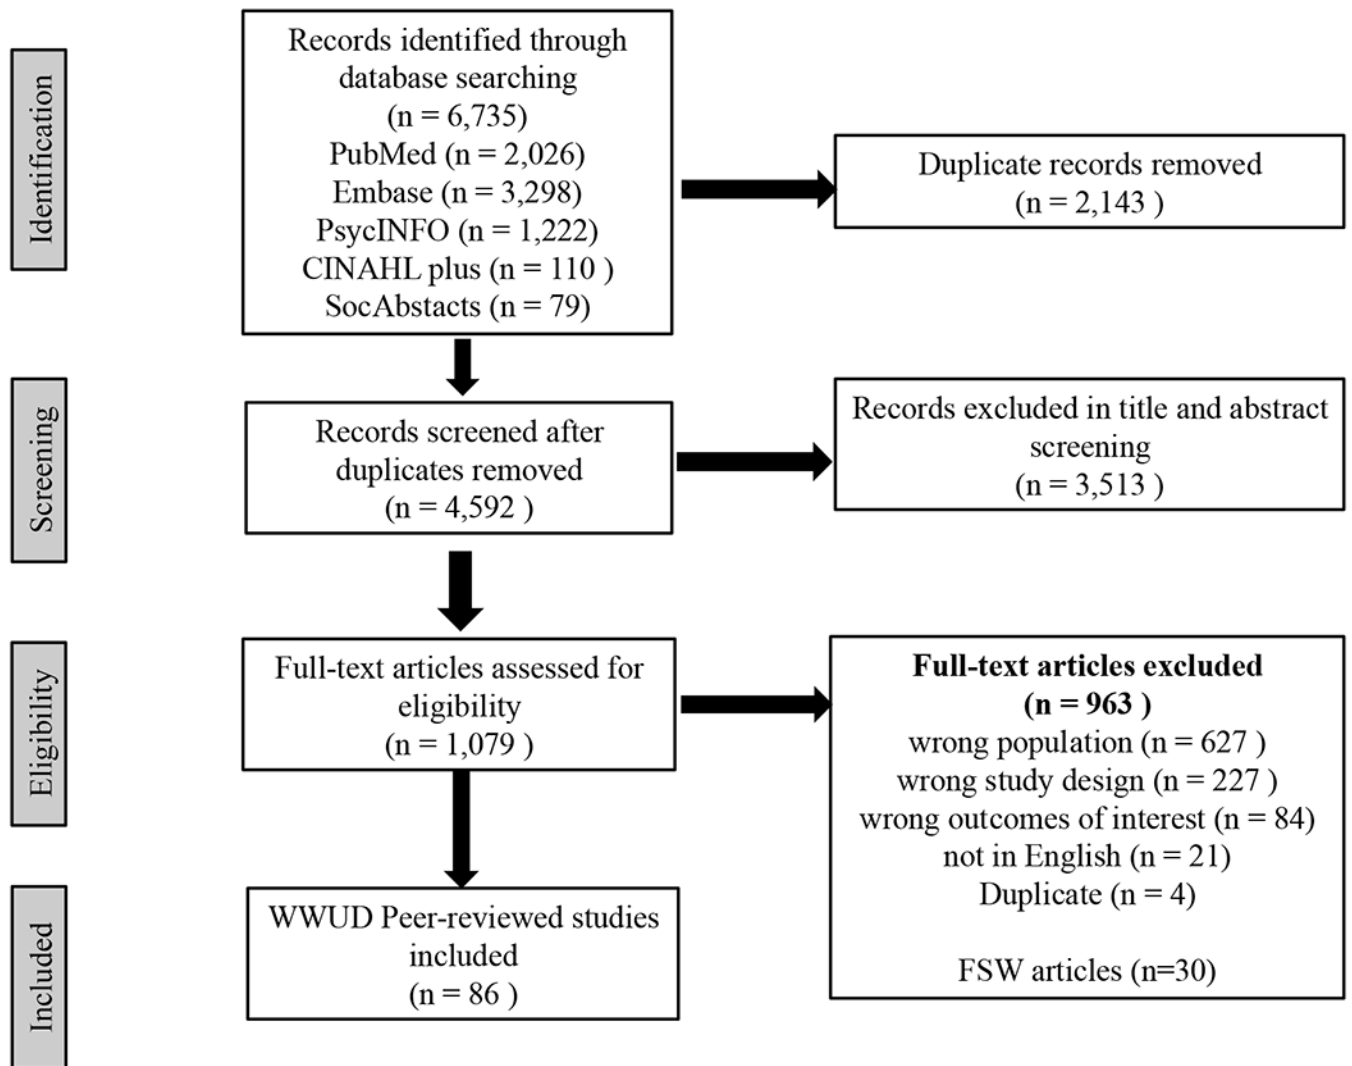 Identification
Records identified through
database searching
(n = 6,735)
PubMed (n = 2,026)
Embase (n = 3,298)
PsycINFO (n = 1,222)
CINAHL plus (n = 110 )
SocAbstacts (n = 79)
Duplicate records removed
(n = 2,143 )
Screening
Records screened after
duplicates removed
(n = 4,592 )
Records excluded in title and abstract
screening
(n = 3,513 )
Eligibility
Full-text articles assessed for
eligibility
(n = 1,079 )
Full-text articles excluded
(n = 963 )
wrong population (n = 627 )
wrong study design (n = 227 )
wrong outcomes of interest (n = 84)
not in English (n = 21)
Duplicate (n = 4)
FSW articles (n=30)
Included
WWUD Peer-reviewed studies
included
(n = 86 )